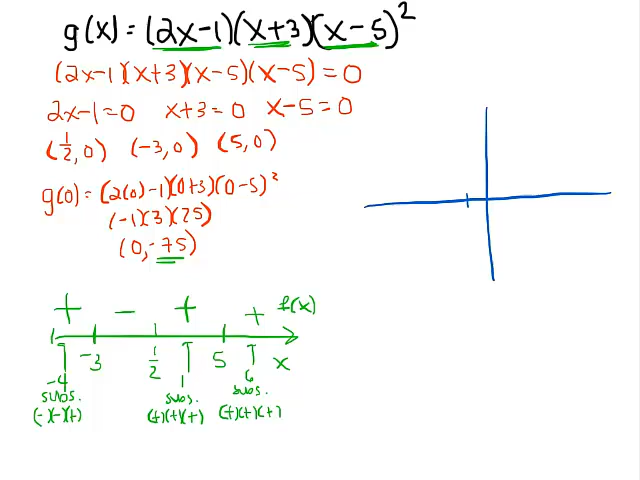 g(x) = (2x-1)(x+3)(x-5)²
(2x-1)(x+3)(x-5)(x-5) = 0
2x-1=0 x+3=0 x-5=0
(1/2, 0) (-3, 0) (5, 0)
g(0) = (2(0)-1)(0+3)(0-5)²
(-1)(3)(25)
(0, -75)
+ - + + f(x)
-3 1/2 5 x
-4 1 6
subs. subs. subs.
(-)(-)(+) (+)(+)(+) (+)(+)(+)